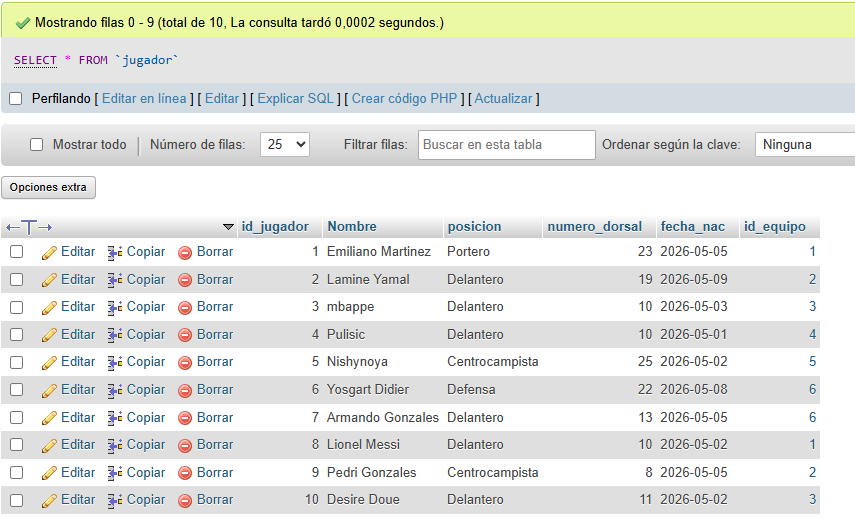 Mostrando filas 0 - 9 (total de 10, La consulta tardó 0,0002 segundos.)
SELECT * FROM `jugador`
Perfilando [ Editar en línea ] [ Editar ] [ Explicar SQL ] [ Crear código PHP ] [ Actualizar ]
Mostrar todo Número de filas: 25 Filtrar filas: Buscar en esta tabla Ordenar según la clave: Ninguna
Opciones extra
←T→ id_jugador Nombre posicion numero_dorsal fecha_nac id_equipo
Editar Copiar Borrar 1 Emiliano Martinez Portero 23 2026-05-05 1
Editar Copiar Borrar 2 Lamine Yamal Delantero 19 2026-05-09 2
Editar Copiar Borrar 3 mbappe Delantero 10 2026-05-03 3
Editar Copiar Borrar 4 Pulisic Delantero 10 2026-05-01 4
Editar Copiar Borrar 5 Nishynoya Centrocampista 25 2026-05-02 5
Editar Copiar Borrar 6 Yosgart Didier Defensa 22 2026-05-08 6
Editar Copiar Borrar 7 Armando Gonzales Delantero 13 2026-05-05 6
Editar Copiar Borrar 8 Lionel Messi Delantero 10 2026-05-02 1
Editar Copiar Borrar 9 Pedri Gonzales Centrocampista 8 2026-05-05 2
Editar Copiar Borrar 10 Desire Doue Delantero 11 2026-05-02 3